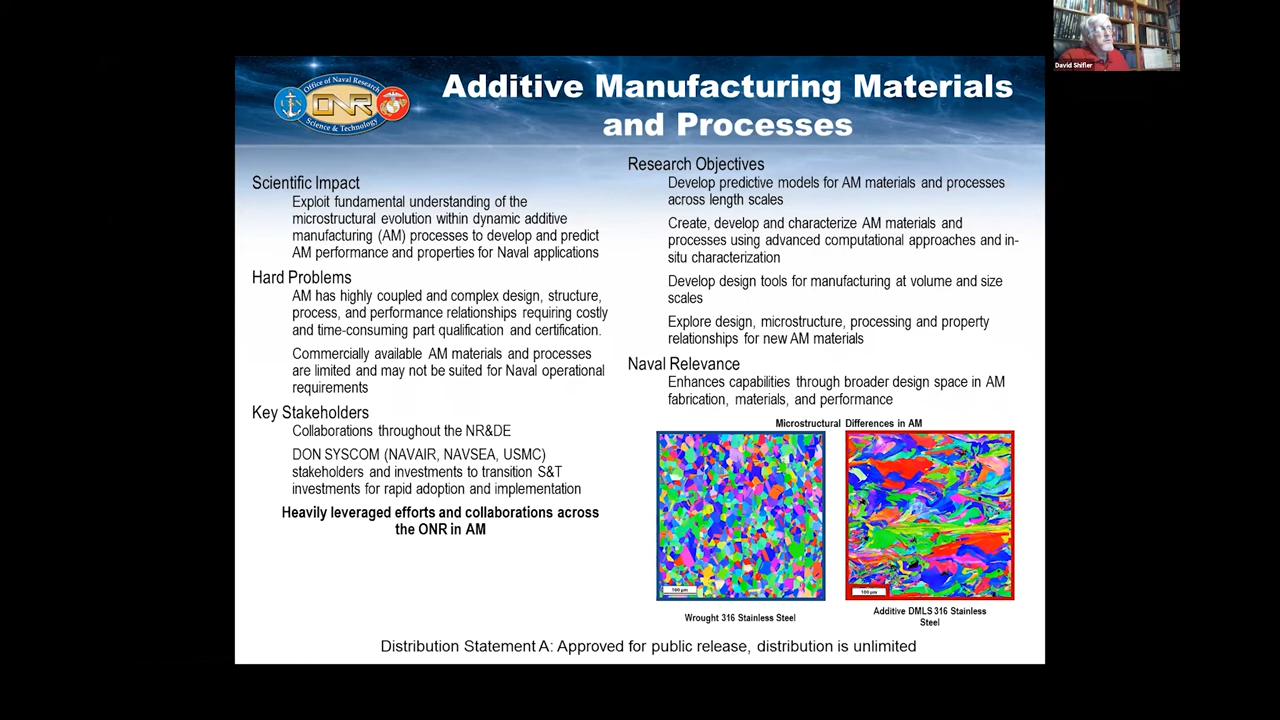 David Shifler
Office of Naval Research
ONR
Science & Technology
Additive Manufacturing Materials
and Processes
Scientific Impact
Exploit fundamental understanding of the
microstructural evolution within dynamic additive
manufacturing (AM) processes to develop and predict
AM performance and properties for Naval applications
Hard Problems
AM has highly coupled and complex design, structure,
process, and performance relationships requiring costly
and time-consuming part qualification and certification.
Commercially available AM materials and processes
are limited and may not be suited for Naval operational
requirements
Key Stakeholders
Collaborations throughout the NR&DE
DON SYSCOM (NAVAIR, NAVSEA, USMC)
stakeholders and investments to transition S&T
investments for rapid adoption and implementation
Heavily leveraged efforts and collaborations across
the ONR in AM
Research Objectives
Develop predictive models for AM materials and processes
across length scales
Create, develop and characterize AM materials and
processes using advanced computational approaches and in-
situ characterization
Develop design tools for manufacturing at volume and size
scales
Explore design, microstructure, processing and property
relationships for new AM materials
Naval Relevance
Enhances capabilities through broader design space in AM
fabrication, materials, and performance
Microstructural Differences in AM
100 µm
100 µm
Wrought 316 Stainless Steel
Additive DMLS 316 Stainless
Steel
Distribution Statement A: Approved for public release, distribution is unlimited